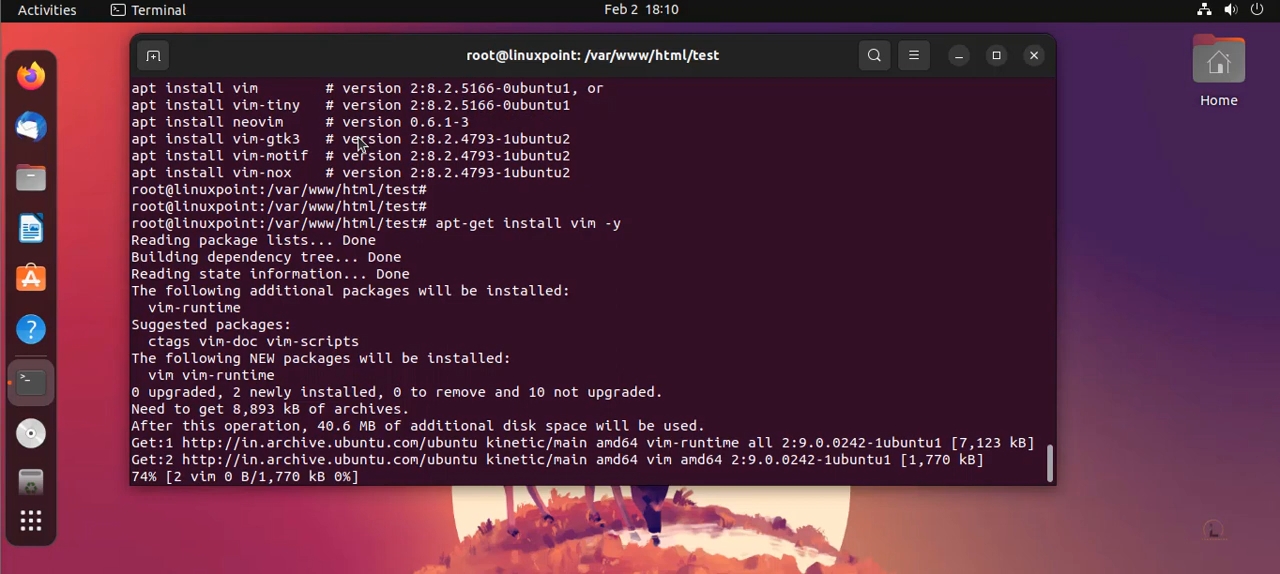 Activities Terminal Feb 2 18:10
root@linuxpoint: /var/www/html/test
Home
apt install vim # version 2:8.2.5166-0ubuntu1, or
apt install vim-tiny # version 2:8.2.5166-0ubuntu1
apt install neovim # version 0.6.1-3
apt install vim-gtk3 # version 2:8.2.4793-1ubuntu2
apt install vim-motif # version 2:8.2.4793-1ubuntu2
apt install vim-nox # version 2:8.2.4793-1ubuntu2
root@linuxpoint:/var/www/html/test#
root@linuxpoint:/var/www/html/test#
root@linuxpoint:/var/www/html/test# apt-get install vim -y
Reading package lists... Done
Building dependency tree... Done
Reading state information... Done
The following additional packages will be installed:
vim-runtime
Suggested packages:
ctags vim-doc vim-scripts
The following NEW packages will be installed:
vim vim-runtime
0 upgraded, 2 newly installed, 0 to remove and 10 not upgraded.
Need to get 8,893 kB of archives.
After this operation, 40.6 MB of additional disk space will be used.
Get:1 http://in.archive.ubuntu.com/ubuntu kinetic/main amd64 vim-runtime all 2:9.0.0242-1ubuntu1 [7,123 kB]
Get:2 http://in.archive.ubuntu.com/ubuntu kinetic/main amd64 vim amd64 2:9.0.0242-1ubuntu1 [1,770 kB]
74% [2 vim 0 B/1,770 kB 0%]